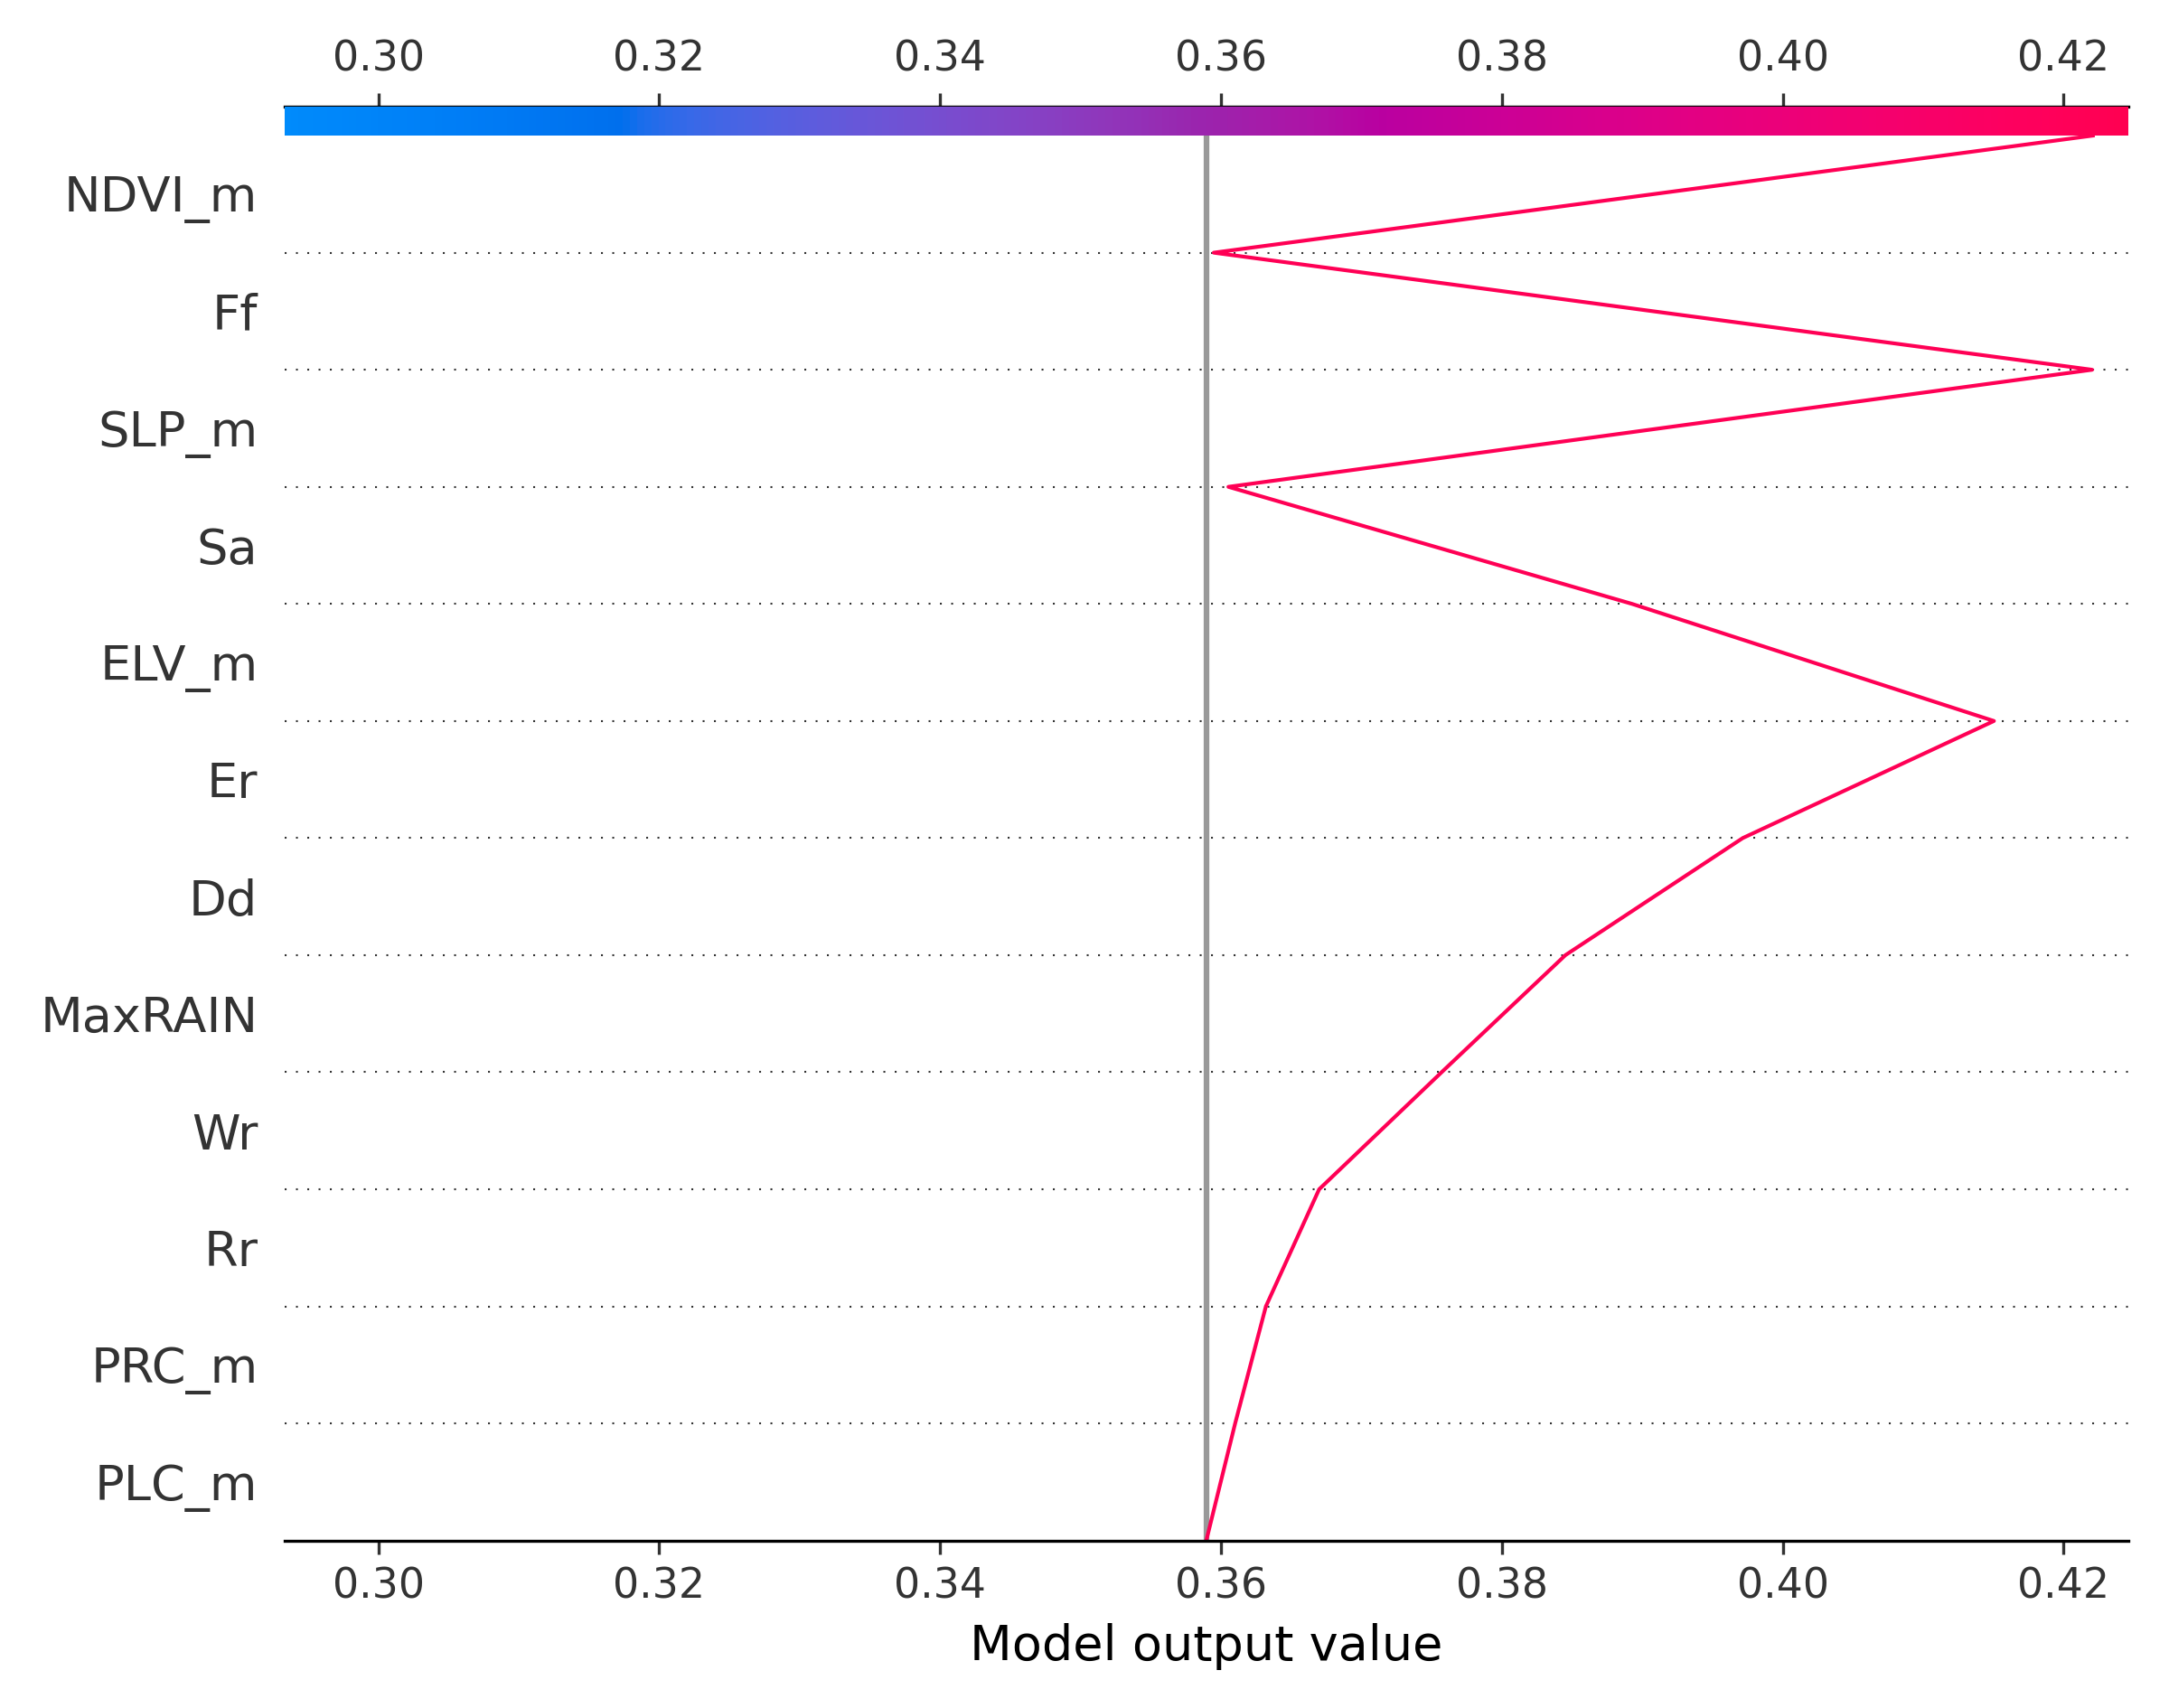 0.30 0.32 0.34 0.36 0.38 0.40 0.42
NDVI_m
Ff
SLP_m
Sa
ELV_m
Er
Dd
MaxRAIN
Wr
Rr
PRC_m
PLC_m
0.30 0.32 0.34 0.36 0.38 0.40 0.42
Model output value